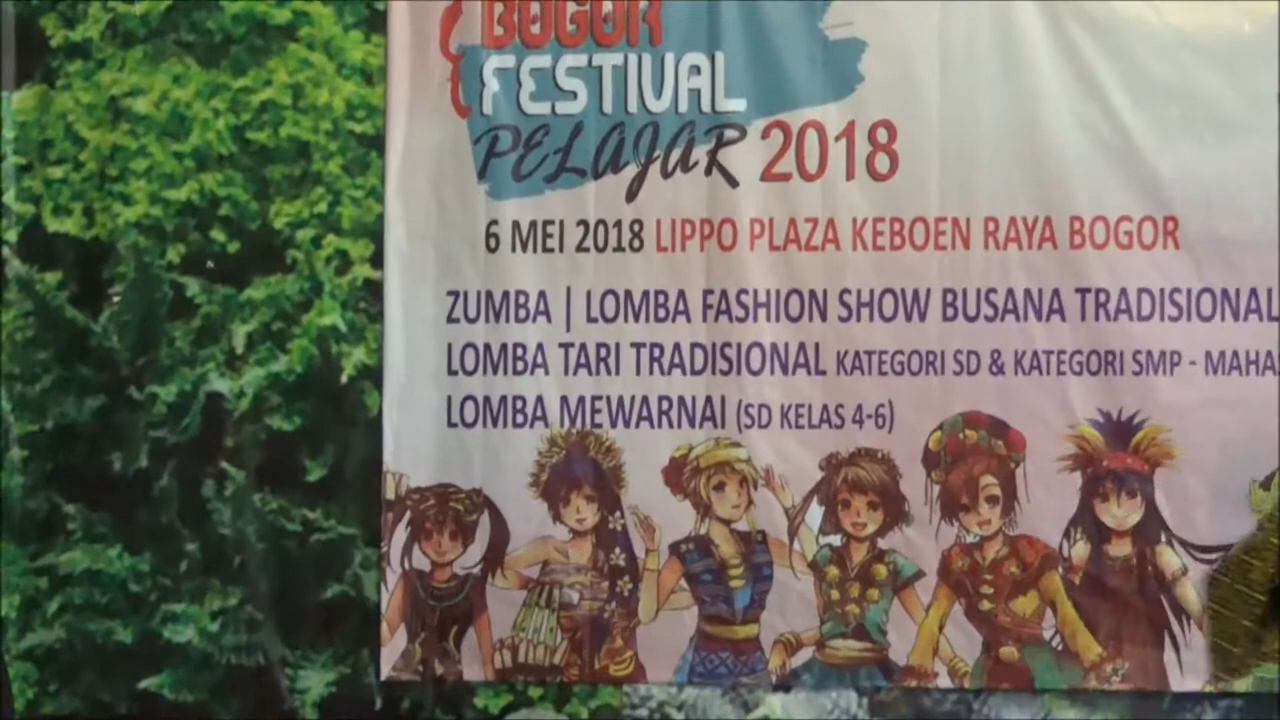 BOGOR
FESTIVAL
PELAJAR 2018
6 MEI 2018 LIPPO PLAZA KEBOEN RAYA BOGOR
ZUMBA | LOMBA FASHION SHOW BUSANA TRADISIONAL
LOMBA TARI TRADISIONAL KATEGORI SD & KATEGORI SMP - MAHA
LOMBA MEWARNAI (SD KELAS 4-6)